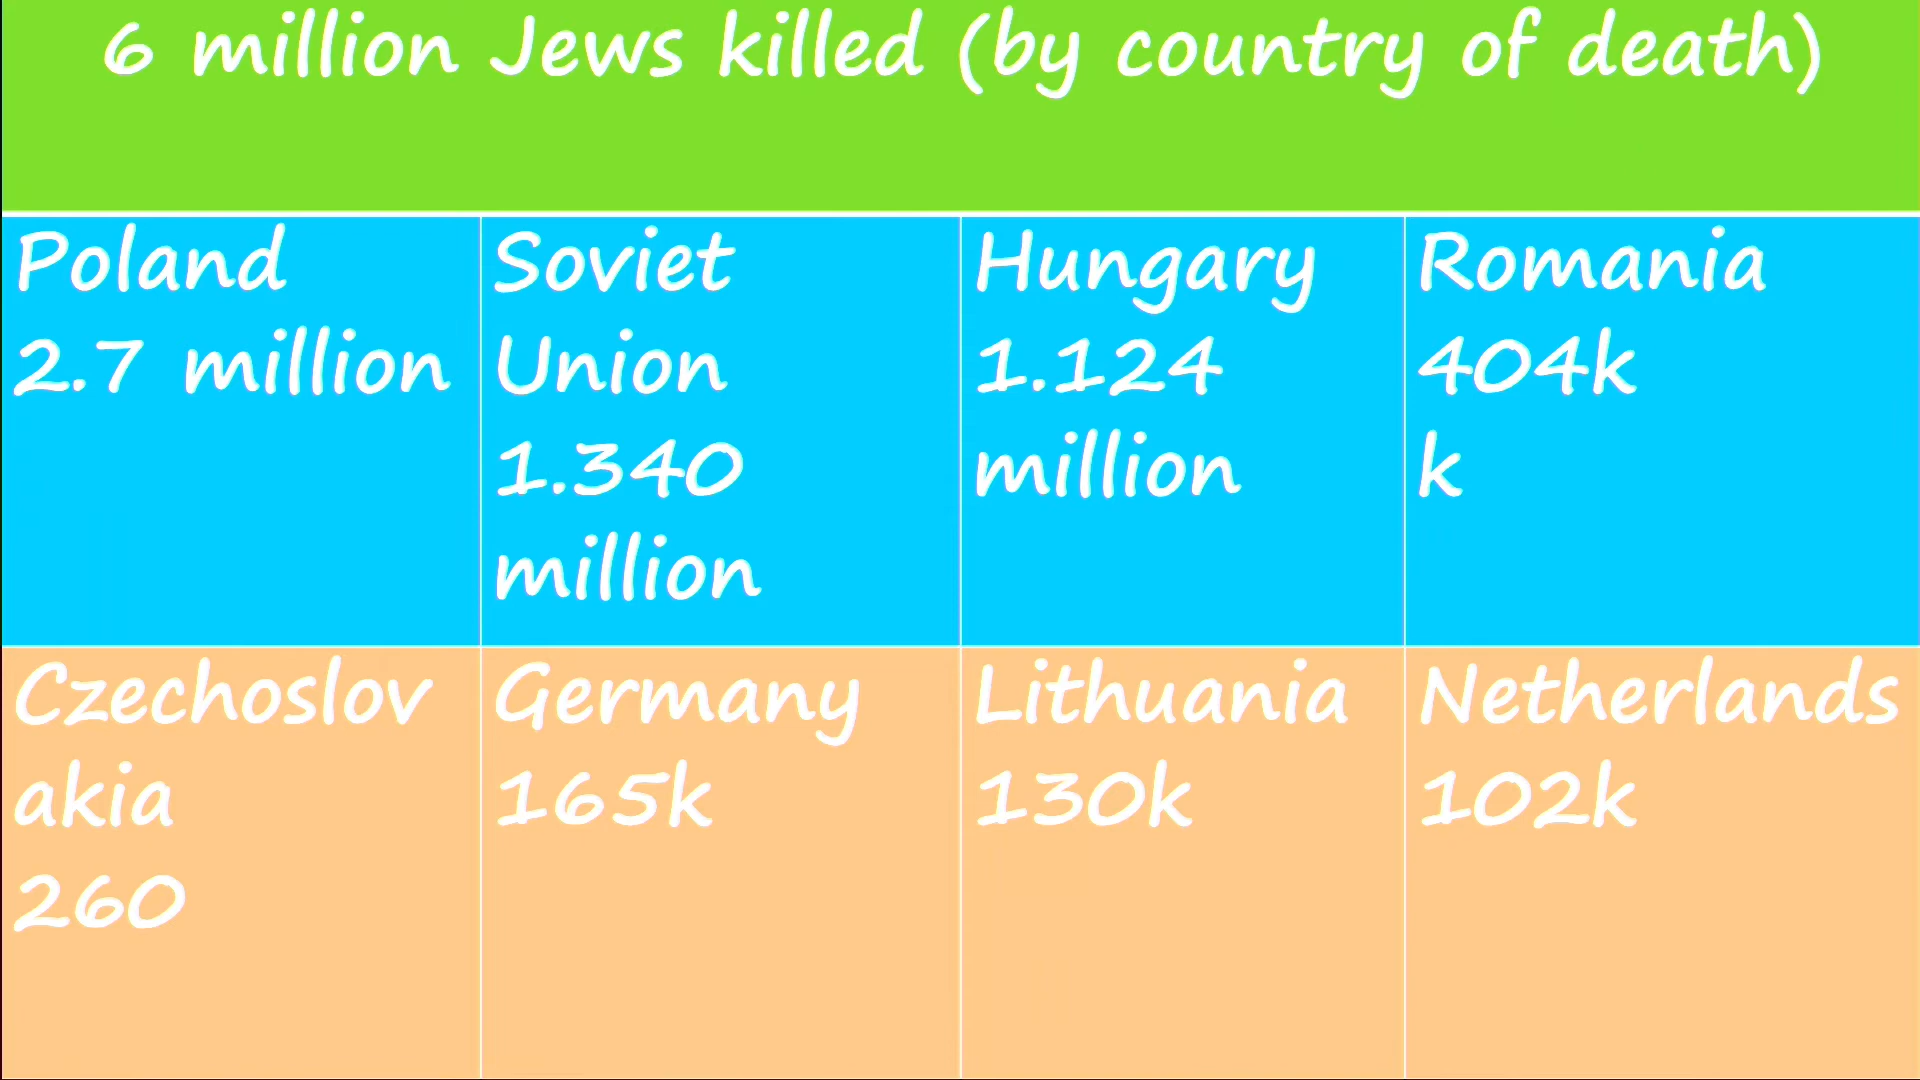 6 million Jews killed (by country of death)
Poland
2.7 million
Soviet
Union
1.340
million
Hungary
1.124
million
Romania
404k
k
Czechoslov
akia
260
Germany
165k
Lithuania
130k
Netherlands
102k